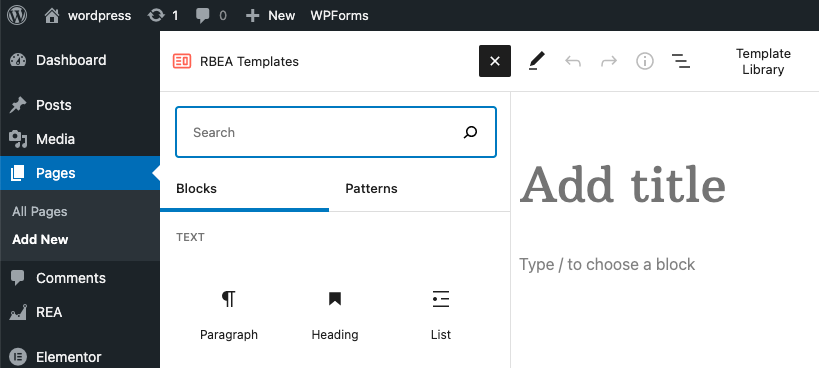 wordpress 1 0 New WPForms
Dashboard
Posts
Media
Pages
All Pages
Add New
Comments
REA
Elementor
RBEA Templates
Template
Library
Search
Blocks Patterns
TEXT
Paragraph Heading List
Add title
Type / to choose a block